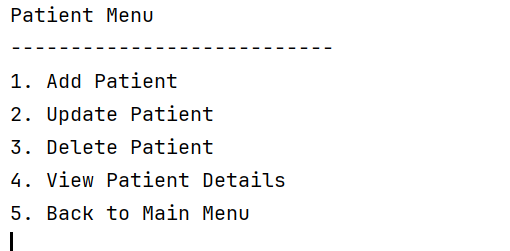 Patient Menu
---------------------------
1. Add Patient
2. Update Patient
3. Delete Patient
4. View Patient Details
5. Back to Main Menu